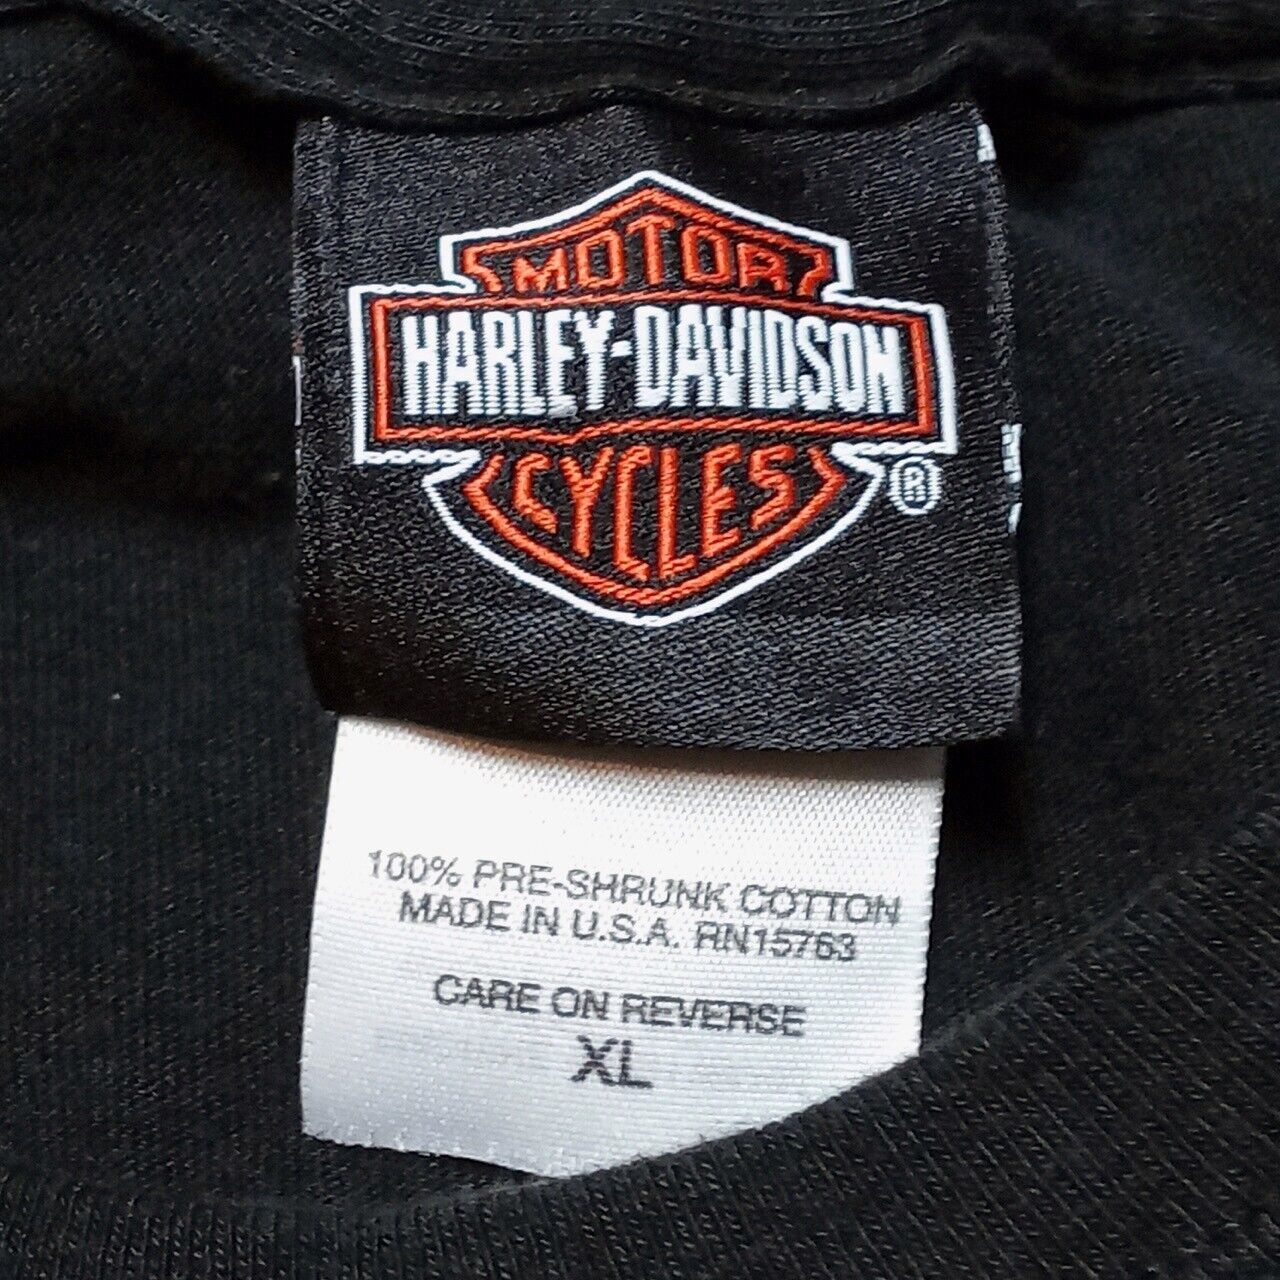 MOTOR
HARLEY-DAVIDSON
CYCLES
®
100% PRE-SHRUNK COTTON
MADE IN U.S.A. RN15763
CARE ON REVERSE
XL